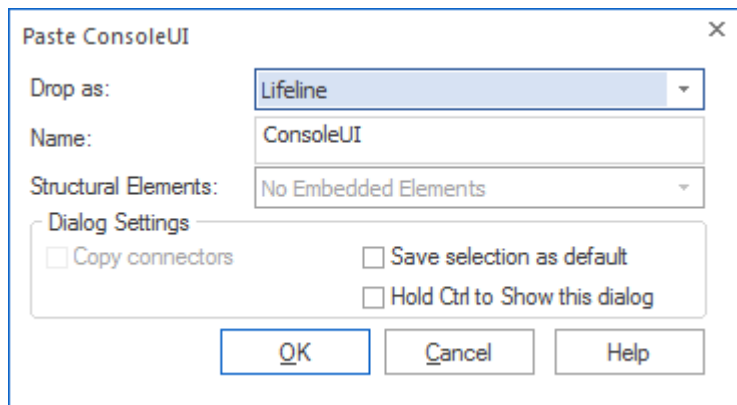 Paste ConsoleUI
Drop as: Lifeline
Name: ConsoleUI
Structural Elements: No Embedded Elements
Dialog Settings
Copy connectors Save selection as default
Hold Ctrl to Show this dialog
OK Cancel Help